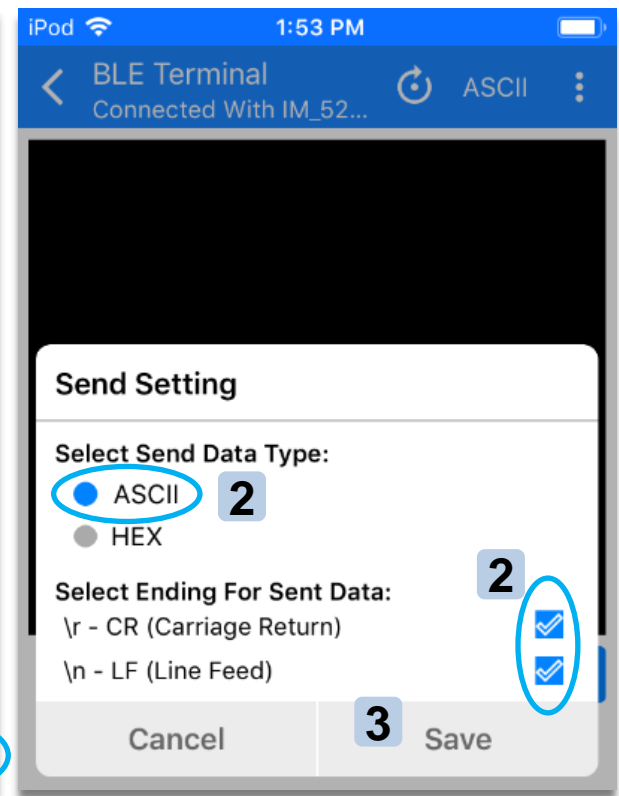 iPod 1:53 PM
BLE Terminal
Connected With IM_52...
ASCII
Send Setting
Select Send Data Type:
ASCII 2
HEX
2
Select Ending For Sent Data:
\r - CR (Carriage Return)
\n - LF (Line Feed)
Cancel 3 Save